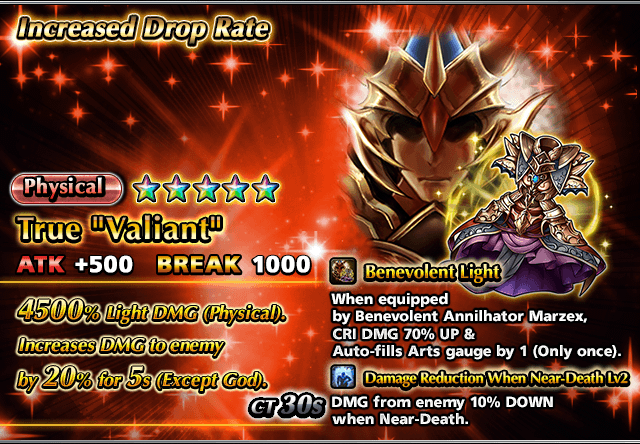 Increased Drop Rate
Physical
True "Valiant"
ATK +500 BREAK 1000
4500% Light DMG (Physical).
Increases DMG to enemy
by 20% for 5s (Except God).
CT 30s
Benevolent Light
When equipped
by Benevolent Annilhator Marzex,
CRI DMG 70% UP &
Auto-fills Arts gauge by 1 (Only once).
Damage Reduction When Near-Death Lv2
DMG from enemy 10% DOWN
when Near-Death.